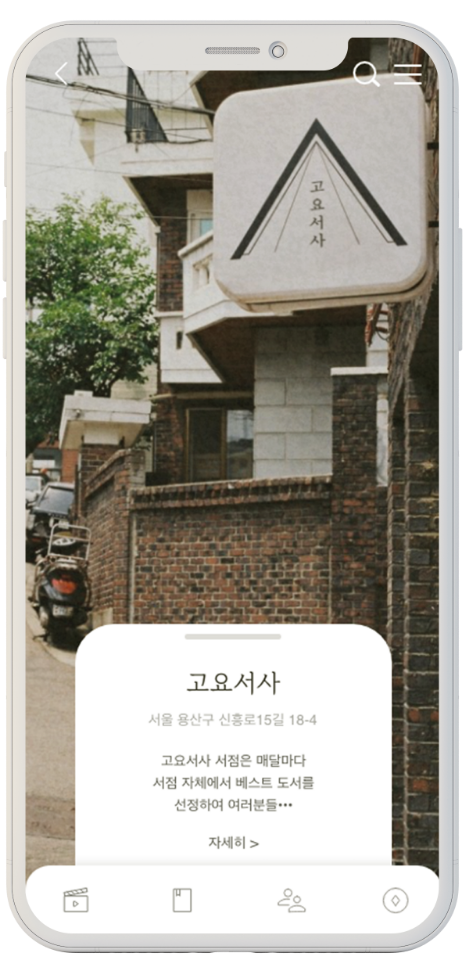 고요서사
고요서사
서울 용산구 신흥로15길 18-4
고요서사 서점은 매달마다
서점 자체에서 베스트 도서를
선정하여 여러분들•••
자세히 >